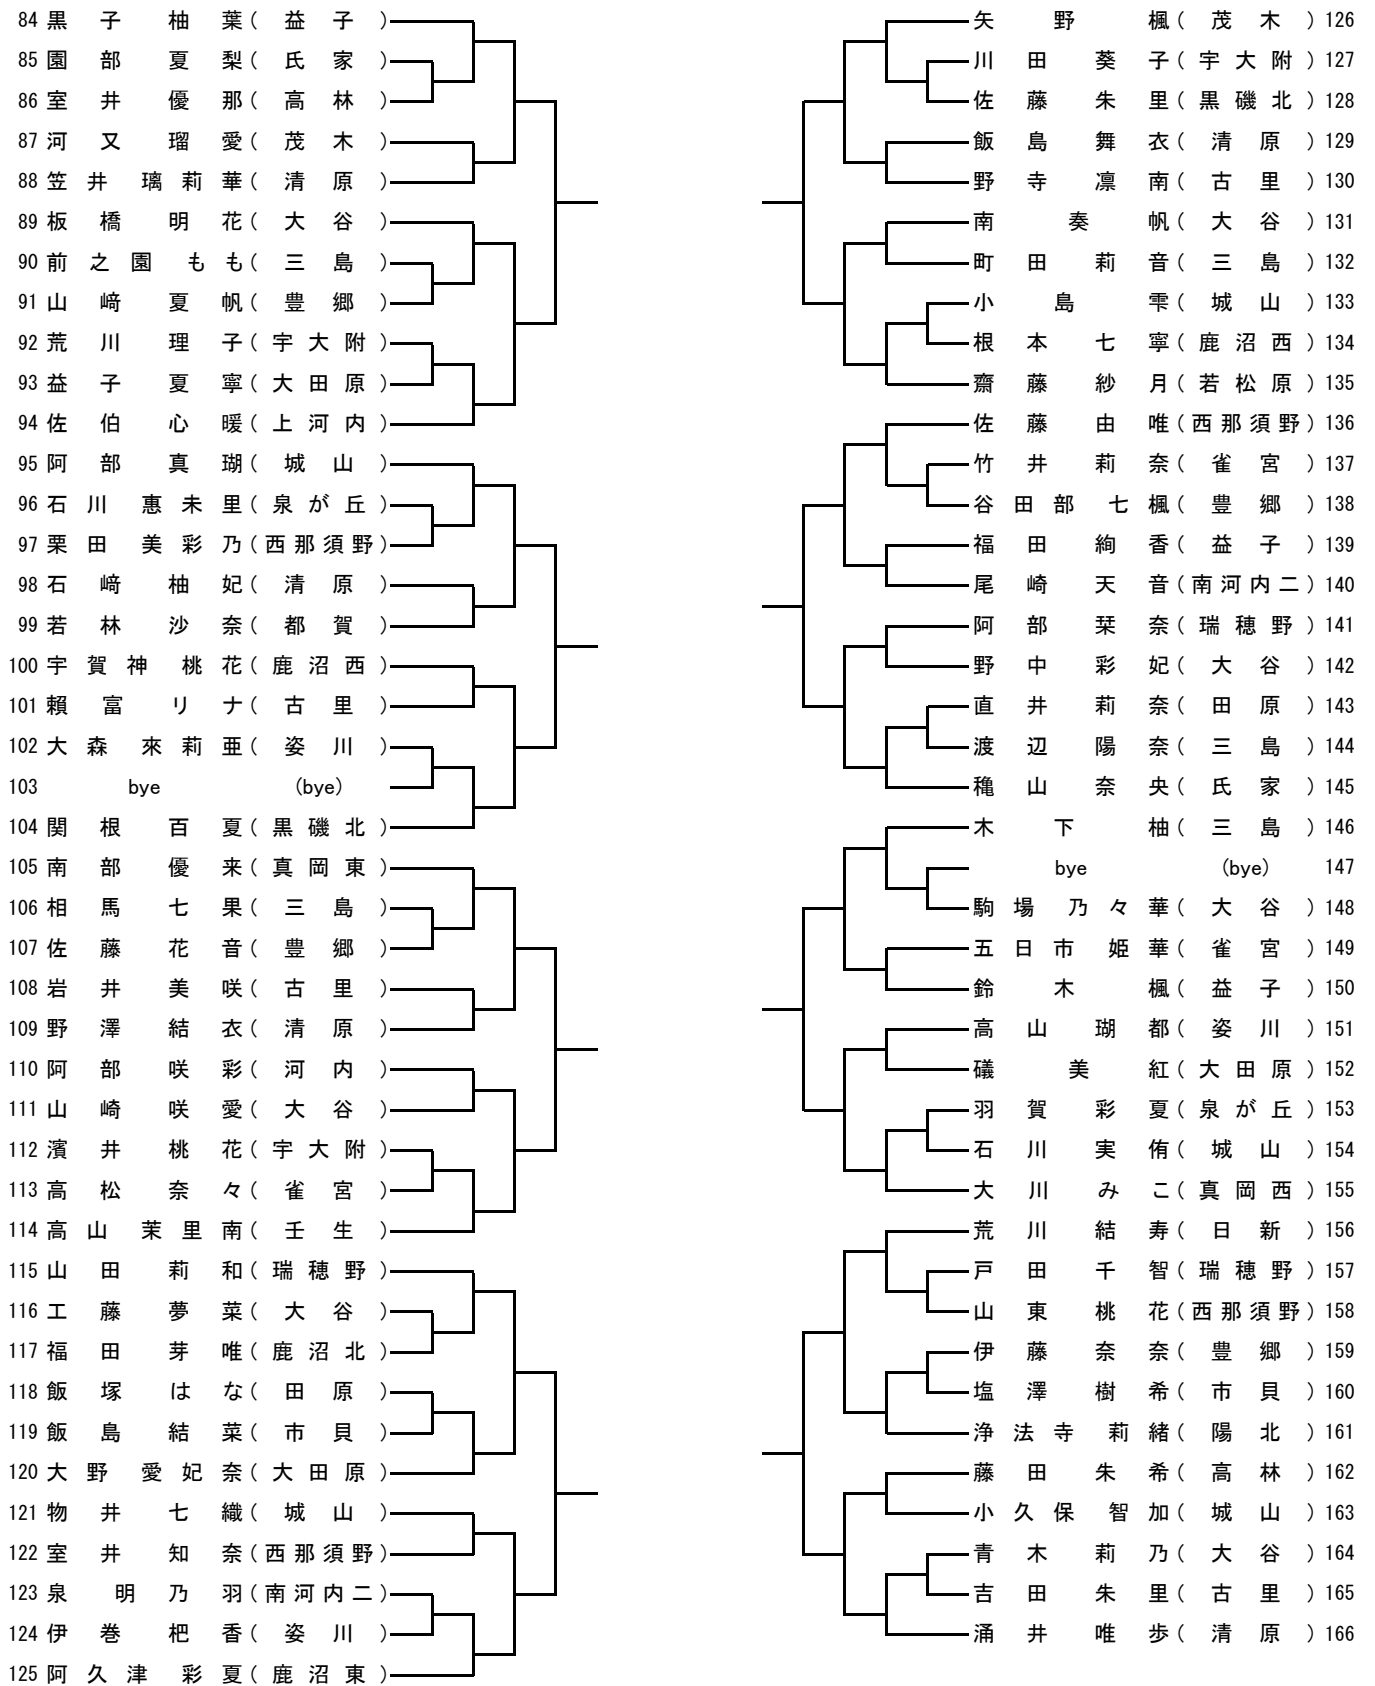 84 黒子柚葉(益子)
85 園部夏梨(氏家)
86 室井優那(高林)
87 河又瑠愛(茂木)
88 笠井璃莉華(清原)
89 板橋明花(大谷)
90 前之園もも(三島)
91 山﨑夏帆(豊郷)
92 荒川理子(宇大附)
93 益子夏寧(大田原)
94 佐伯心暖(上河内)
95 阿部真瑚(城山)
96 石川惠未里(泉が丘)
97 栗田美彩乃(西那須野)
98 石﨑柚妃(清原)
99 若林沙奈(都賀)
100 宇賀神桃花(鹿沼西)
101 頼富リナ(古里)
102 大森來莉亜(姿川)
103 bye (bye)
104 関根百夏(黒磯北)
105 南部優来(真岡東)
106 相馬七果(三島)
107 佐藤花音(豊郷)
108 岩井美咲(古里)
109 野澤結衣(清原)
110 阿部咲彩(河内)
111 山崎咲愛(大谷)
112 濱井桃花(宇大附)
113 高松奈々(雀宮)
114 高山茉里南(壬生)
115 山田莉和(瑞穂野)
116 工藤夢菜(大谷)
117 福田芽唯(鹿沼北)
118 飯塚はな(田原)
119 飯島結菜(市貝)
120 大野愛妃奈(大田原)
121 物井七織(城山)
122 室井知奈(西那須野)
123 泉明乃羽(南河内二)
124 伊巻杷香(姿川)
125 阿久津彩夏(鹿沼東)
矢野楓(茂木)126
川田葵子(宇大附)127
佐藤朱里(黒磯北)128
飯島舞衣(清原)129
野寺凛南(古里)130
南奏帆(大谷)131
町田莉音(三島)132
小島雫(城山)133
根本七寧(鹿沼西)134
齋藤紗月(若松原)135
佐藤由唯(西那須野)136
竹井莉奈(雀宮)137
谷田部七楓(豊郷)138
福田絢香(益子)139
尾崎天音(南河内二)140
阿部栞奈(瑞穂野)141
野中彩妃(大谷)142
直井莉奈(田原)143
渡辺陽奈(三島)144
穐山奈央(氏家)145
木下柚(三島)146
bye (bye) 147
駒場乃々華(大谷)148
五日市姫華(雀宮)149
鈴木楓(益子)150
高山瑚都(姿川)151
礒美紅(大田原)152
羽賀彩夏(泉が丘)153
石川実侑(城山)154
大川みこ(真岡西)155
荒川結寿(日新)156
戸田千智(瑞穂野)157
山東桃花(西那須野)158
伊藤奈奈(豊郷)159
塩澤樹希(市貝)160
浄法寺莉緒(陽北)161
藤田朱希(高林)162
小久保智加(城山)163
青木莉乃(大谷)164
吉田朱里(古里)165
涌井唯歩(清原)166